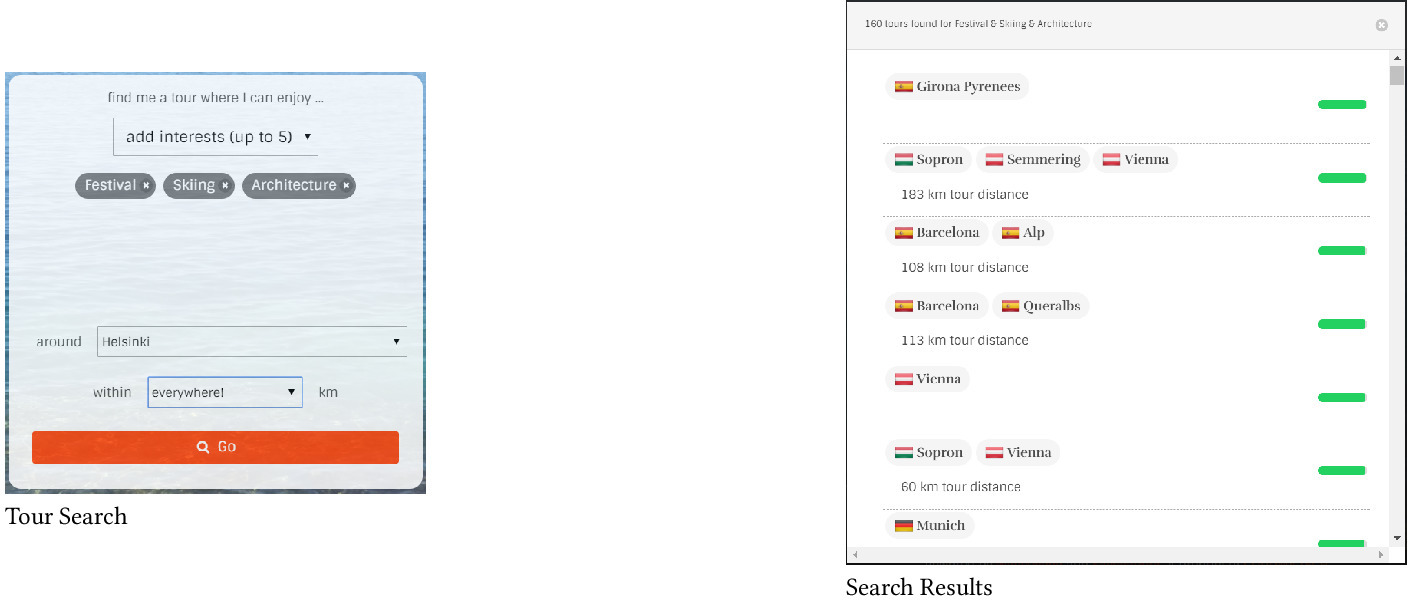 find me a tour where I can enjoy ...
add interests (up to 5)
Festival × Skiing × Architecture ×
around Helsinki
within everywhere! km
Go
Tour Search
160 tours found for Festival & Skiing & Architecture
Girona Pyrenees
Sopron Semmering Vienna
183 km tour distance
Barcelona Alp
108 km tour distance
Barcelona Queralbs
113 km tour distance
Vienna
Sopron Vienna
60 km tour distance
Munich
Search Results